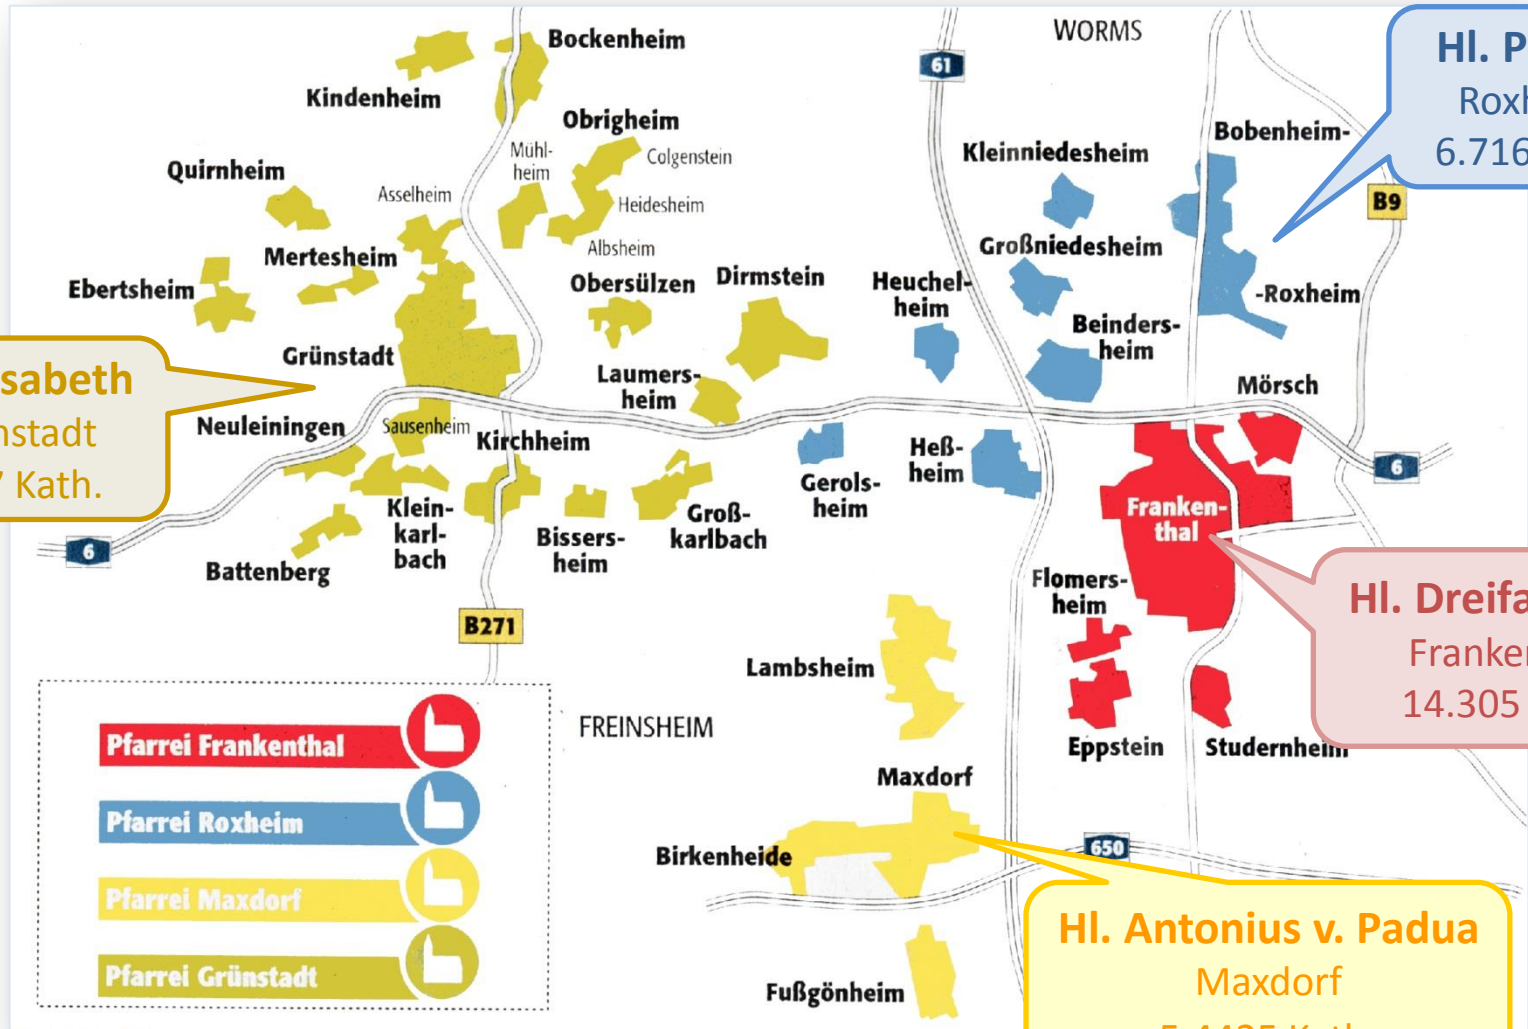 WORMS
Bockenheim
Kindenheim
61
Hl. P
Rox
6.716
Obrigheim
Mühl-
heim
Colgenstein
Kleinniedesheim
Bobenheim-
Quirnheim
Asselheim
Heidesheim
B9
Albsheim
Großniedesheim
Mertesheim
Ebertsheim
Obersülzen
Dirmstein
Heuchel-
heim
-Roxheim
Beinders-
heim
Grünstadt
Laumers-
heim
Mörsch
sabeth
nstadt
Kath.
Neuleiningen
Sausenheim
Kirchheim
Heß-
heim
6
Gerols-
heim
Klein-
karl-
bach
Groß-
karlbach
Franken-
thal
Bissers-
heim
6
Battenberg
Flomers-
heim
Hl. Dreifa
Franken
14.305
B271
Lambsheim
FREINSHEIM
Eppstein
Studernheim
Pfarrei Frankenthal
Pfarrei Roxheim
Pfarrei Maxdorf
Pfarrei Grünstadt
Maxdorf
Birkenheide
650
Hl. Antonius v. Padua
Maxdorf
Fußgönheim